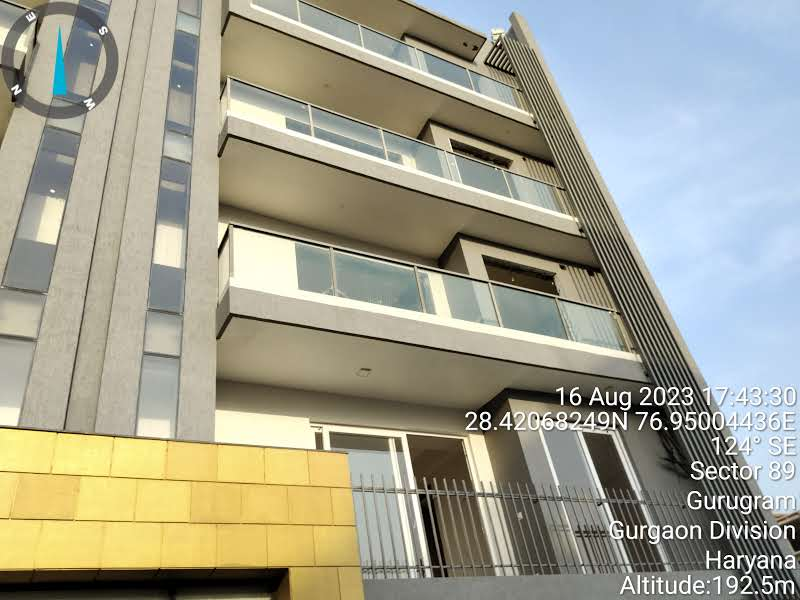 N E S W
16 Aug 2023 17:43:30
28.42068249N 76.95004436E
124° SE
Sector 89
Gurugram
Gurgaon Division
Haryana
Altitude:192.5m